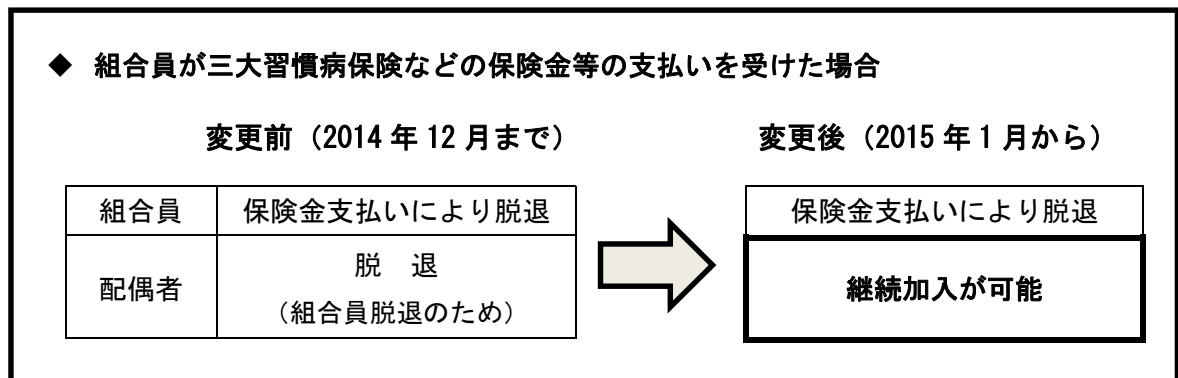 ◆ 組合員が三大習慣病保険などの保険金等の支払いを受けた場合
変更前（2014年12月まで）
変更後（2015年1月から）
組合員 保険金支払いにより脱退
配偶者 脱 退
（組合員脱退のため）
保険金支払いにより脱退
継続加入が可能